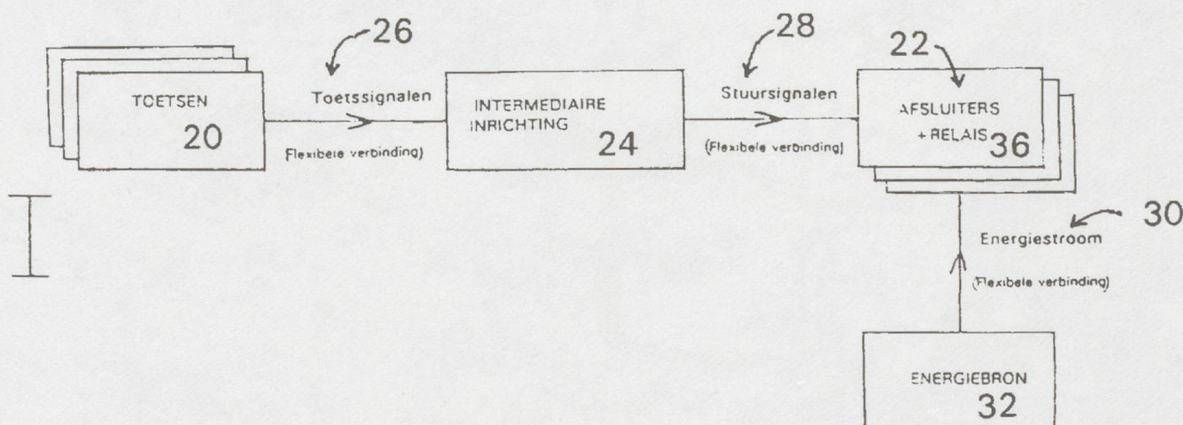 26
28
22
TOETSEN
20
Toetssignalen
(Flexibele verbinding)
INTERMEDIAIRE
INRICHTING
24
Stuursignalen
(Flexibele verbinding)
AFSLUITERS
+ RELAIS
36
I
30
Energiestroom
(Flexibele verbinding)
ENERGIEBRON
32